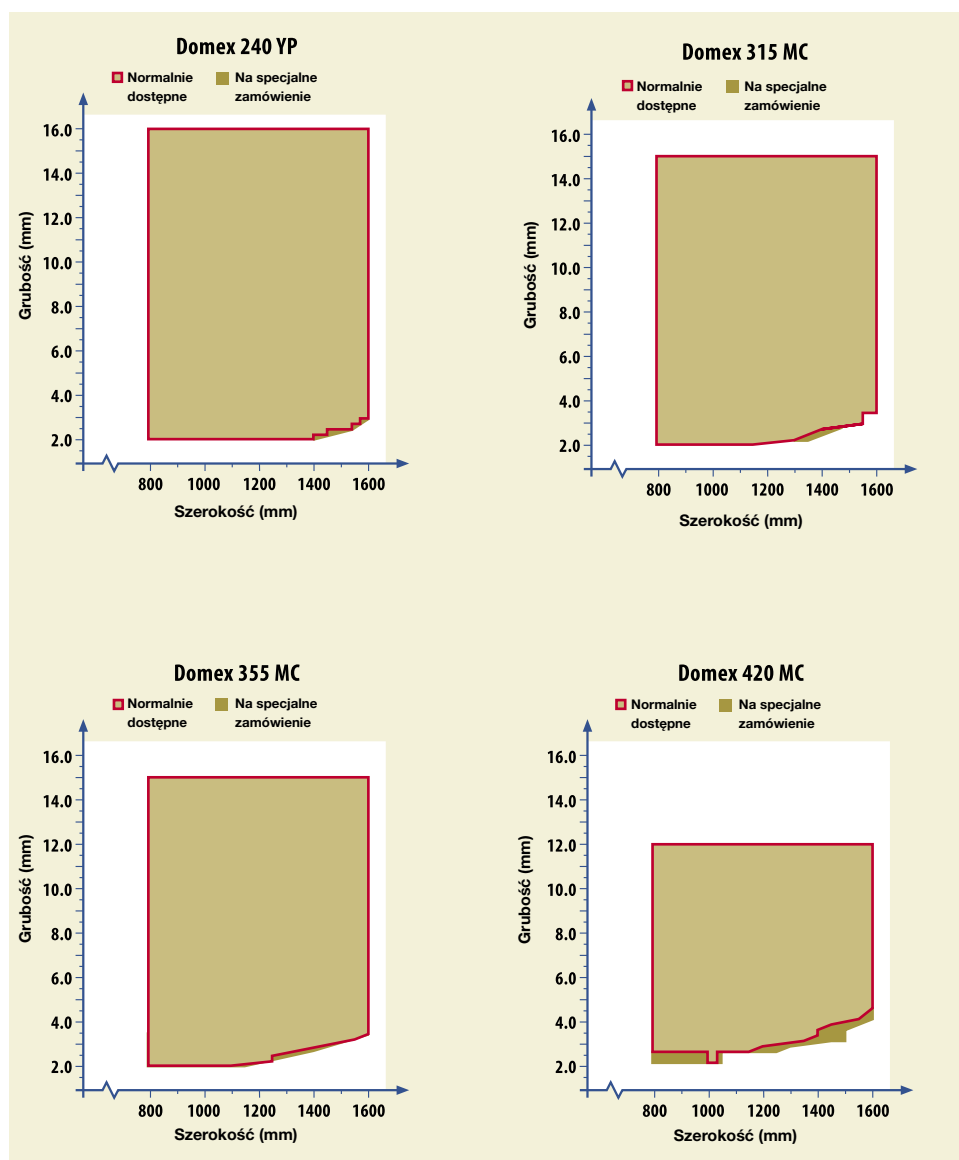 Domex 240 YP
Normalnie dostępne
Na specjalne zamówienie
16.0
14.0
12.0
10.0
8.0
6.0
4.0
2.0
Grubość (mm)
800 1000 1200 1400 1600
Szerokość (mm)
Domex 315 MC
Normalnie dostępne
Na specjalne zamówienie
16.0
14.0
12.0
10.0
8.0
6.0
4.0
2.0
Grubość (mm)
800 1000 1200 1400 1600
Szerokość (mm)
Domex 355 MC
Normalnie dostępne
Na specjalne zamówienie
16.0
14.0
12.0
10.0
8.0
6.0
4.0
2.0
Grubość (mm)
800 1000 1200 1400 1600
Szerokość (mm)
Domex 420 MC
Normalnie dostępne
Na specjalne zamówienie
16.0
14.0
12.0
10.0
8.0
6.0
4.0
2.0
Grubość (mm)
800 1000 1200 1400 1600
Szerokość (mm)